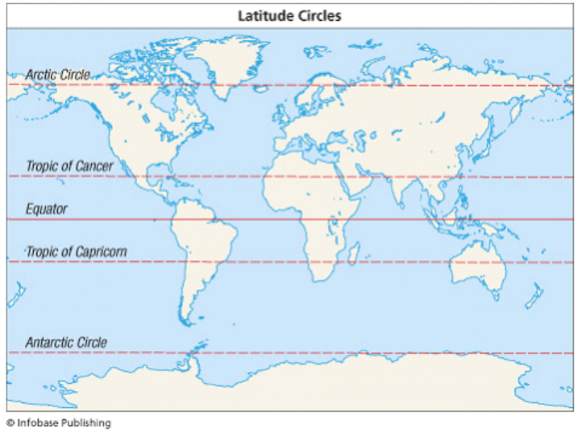 Latitude Circles
Arctic Circle
Tropic of Cancer
Equator
Tropic of Capricorn
Antarctic Circle
© Infobase Publishing